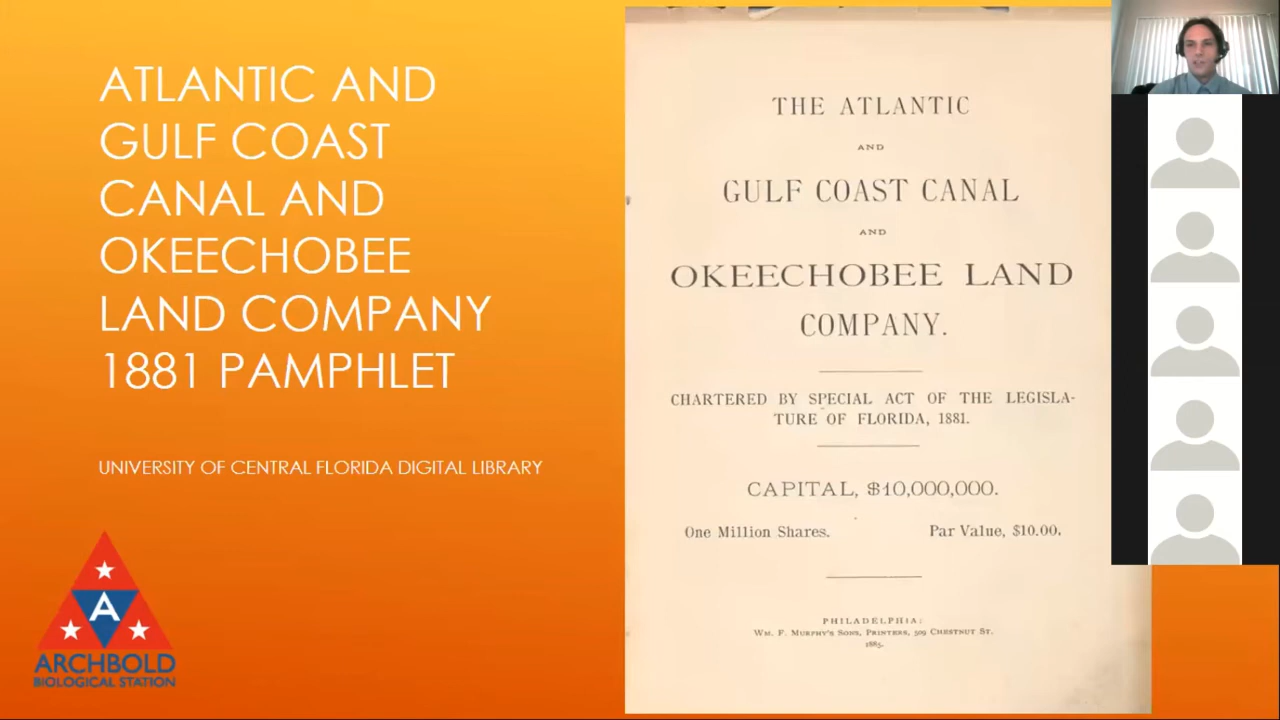 ATLANTIC AND
GULF COAST
CANAL AND
OKEECHOBEE
LAND COMPANY
1881 PAMPHLET
UNIVERSITY OF CENTRAL FLORIDA DIGITAL LIBRARY
A
ARCHBOLD
BIOLOGICAL STATION
THE ATLANTIC
AND
GULF COAST CANAL
AND
OKEECHOBEE LAND
COMPANY.
CHARTERED BY SPECIAL ACT OF THE LEGISLA-
TURE OF FLORIDA, 1881.
CAPITAL, $10,000,000.
One Million Shares. Par Value, $10.00.
PHILADELPHIA:
WM. F. MURPHY'S SONS, PRINTERS, 509 CHESTNUT ST.
1885.